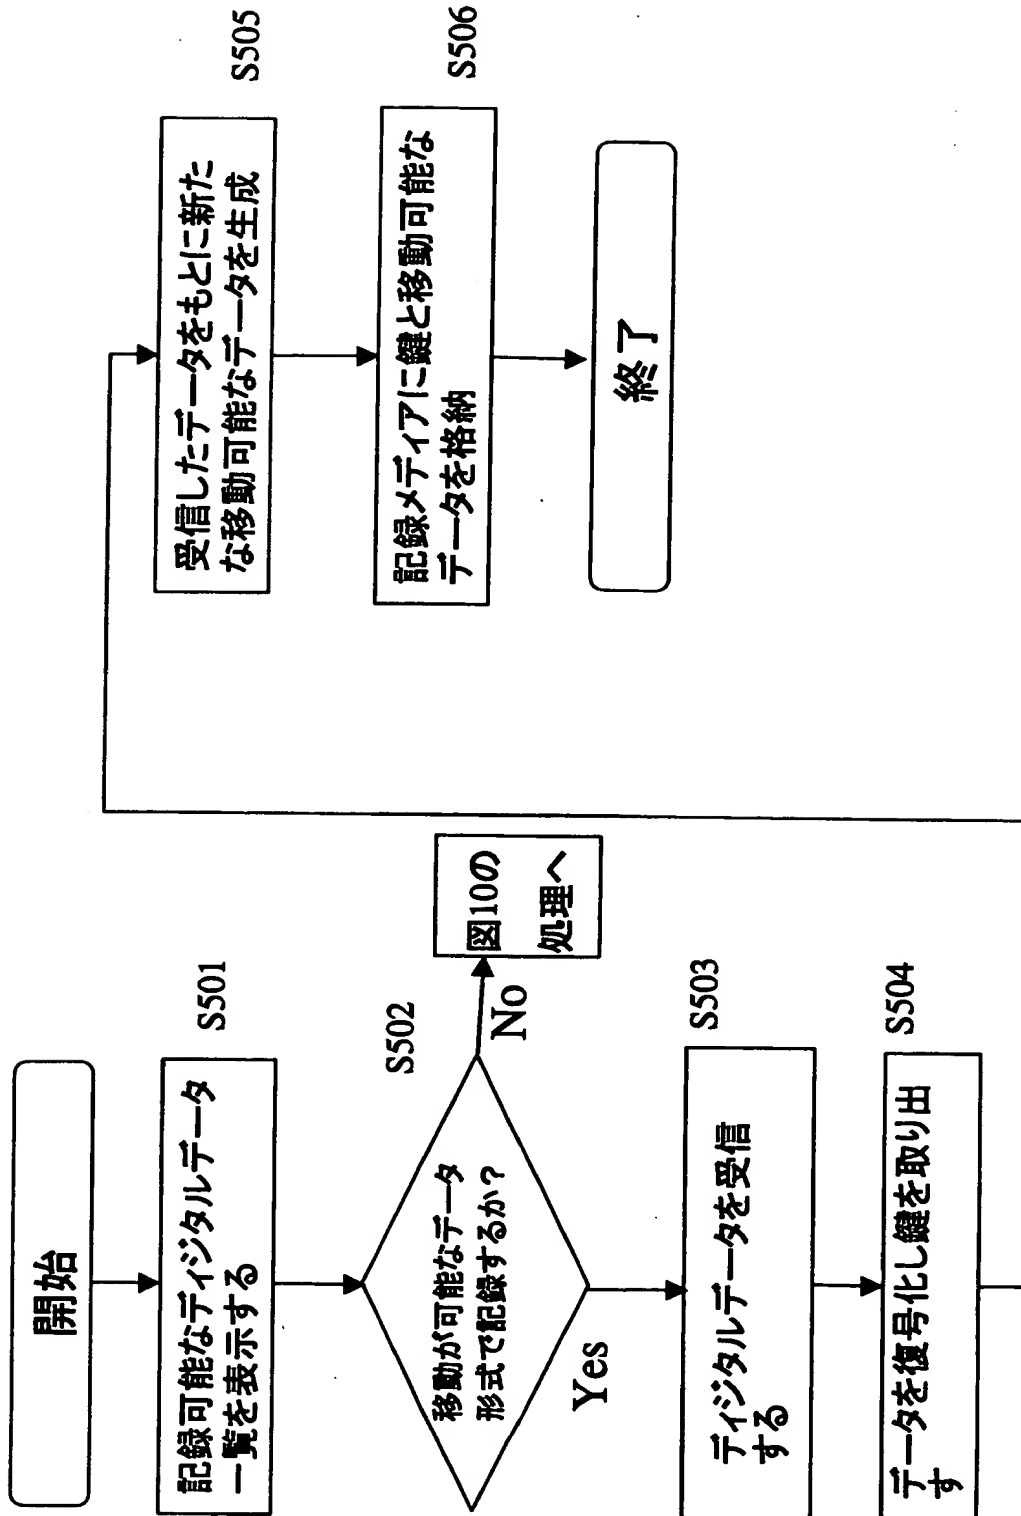 開始
記録可能なディジタルデータ
一覧を表示する
S501
移動が可能なデータ
形式で記録するか?
S502
No
図10の
処理へ
Yes
ディジタルデータを受信
する
S503
データを復号化し鍵を取り出
す
S504
受信したデータをもとに新た
な移動可能なデータを生成
S505
記録メディアに鍵と移動可能な
データを格納
S506
終了